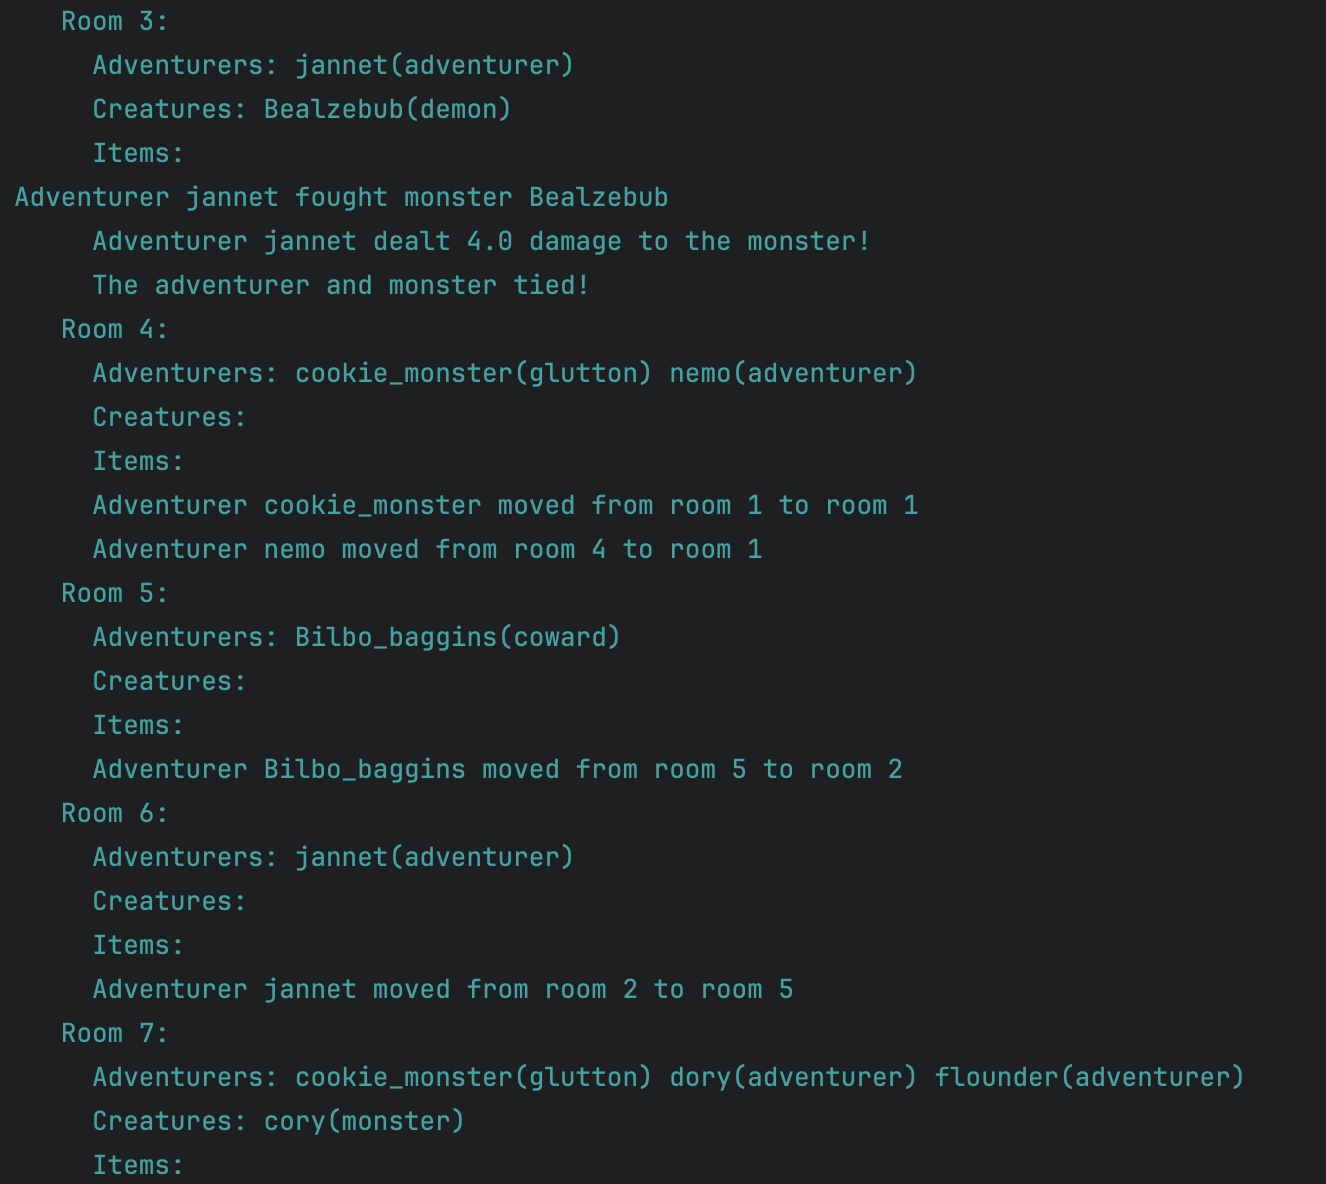 Room 3:
Adventurers: jannet(adventurer)
Creatures: Bealzebub(demon)
Items:
Adventurer jannet fought monster Bealzebub
Adventurer jannet dealt 4.0 damage to the monster!
The adventurer and monster tied!
Room 4:
Adventurers: cookie_monster(glutton) nemo(adventurer)
Creatures:
Items:
Adventurer cookie_monster moved from room 1 to room 1
Adventurer nemo moved from room 4 to room 1
Room 5:
Adventurers: Bilbo_baggins(coward)
Creatures:
Items:
Adventurer Bilbo_baggins moved from room 5 to room 2
Room 6:
Adventurers: jannet(adventurer)
Creatures:
Items:
Adventurer jannet moved from room 2 to room 5
Room 7:
Adventurers: cookie_monster(glutton) dory(adventurer) flounder(adventurer)
Creatures: cory(monster)
Items: